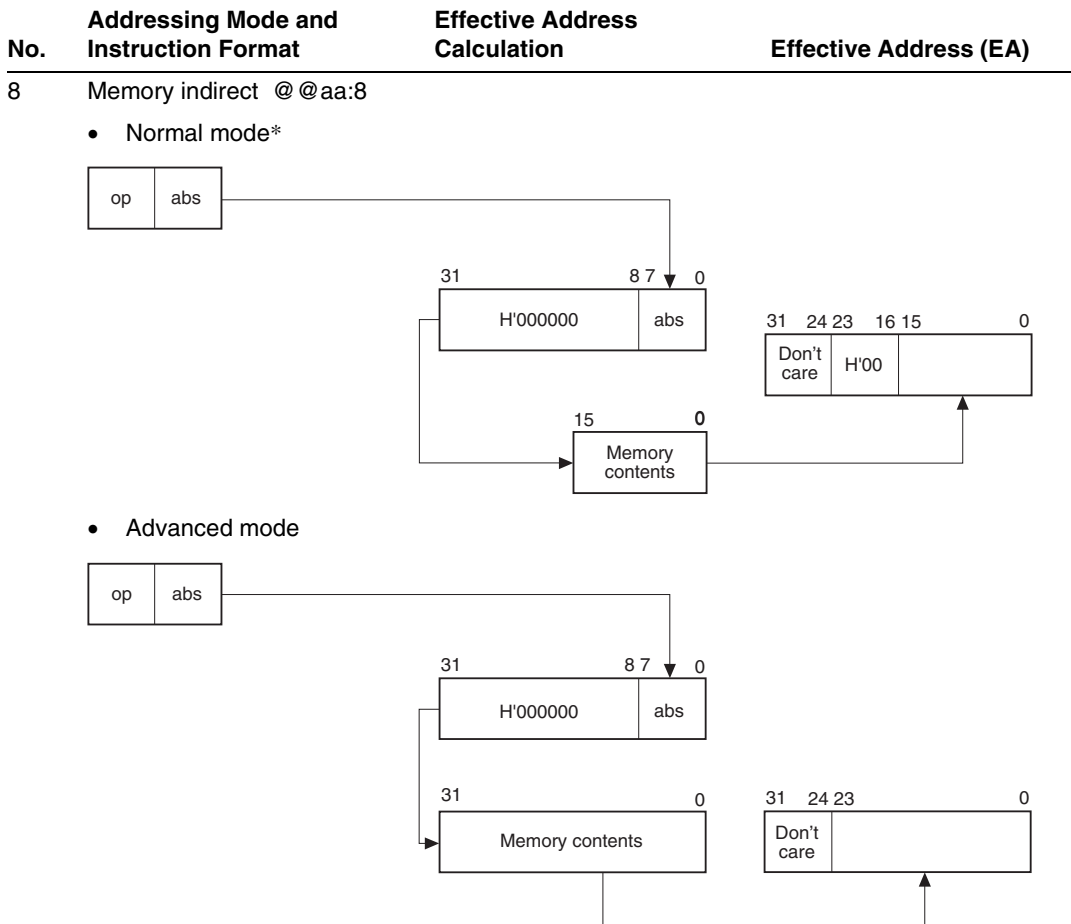 No. Addressing Mode and Instruction Format Effective Address Calculation Effective Address (EA)
8 Memory indirect @@aa:8
• Normal mode*
op abs
31 8 7 0
H'000000 abs
31 24 23 16 15 0
Don't care H'00
15 0
Memory contents
• Advanced mode
op abs
31 8 7 0
H'000000 abs
31 0 31 24 23 0
Memory contents Don't care